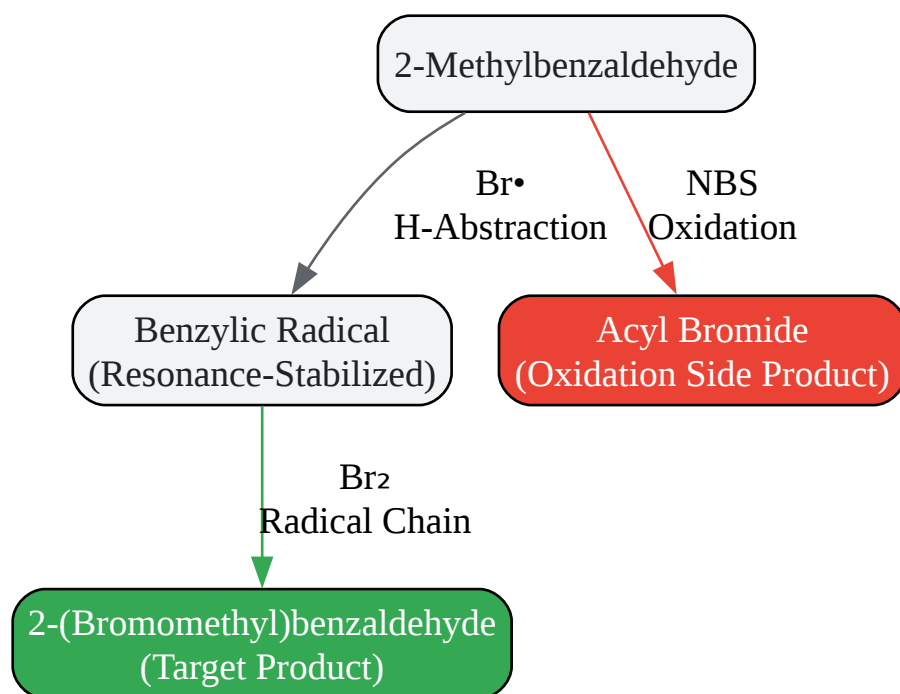 2-Methylbenzaldehyde
Br•
H-Abstraction
NBS
Oxidation
Benzylic Radical
(Resonance-Stabilized)
Acyl Bromide
(Oxidation Side Product)
Br₂
Radical Chain
2-(Bromomethyl)benzaldehyde
(Target Product)